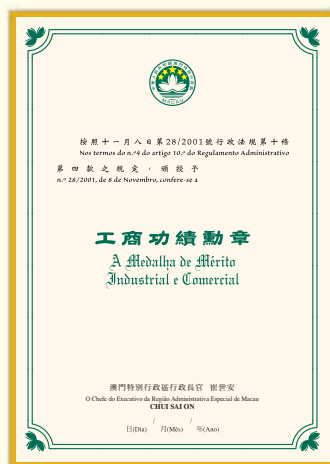 MACAU
按照十一月八日第28/2001號行政法規第十條
Nos termos do n.º4 do artigo 10.º do Regulamento Administrativo
第四款之規定，頒授予
n.º 28/2001, de 8 de Novembro, confere-se a
工商功績勳章
A Medalha de Mérito
Industrial e Comercial
澳門特別行政區行政長官 崔世安
O Chefe do Executivo da Região Administrativa Especial de Macau
CHUI SAI ON
/ /
日(Dia) 月(Mês) 年(Ano)